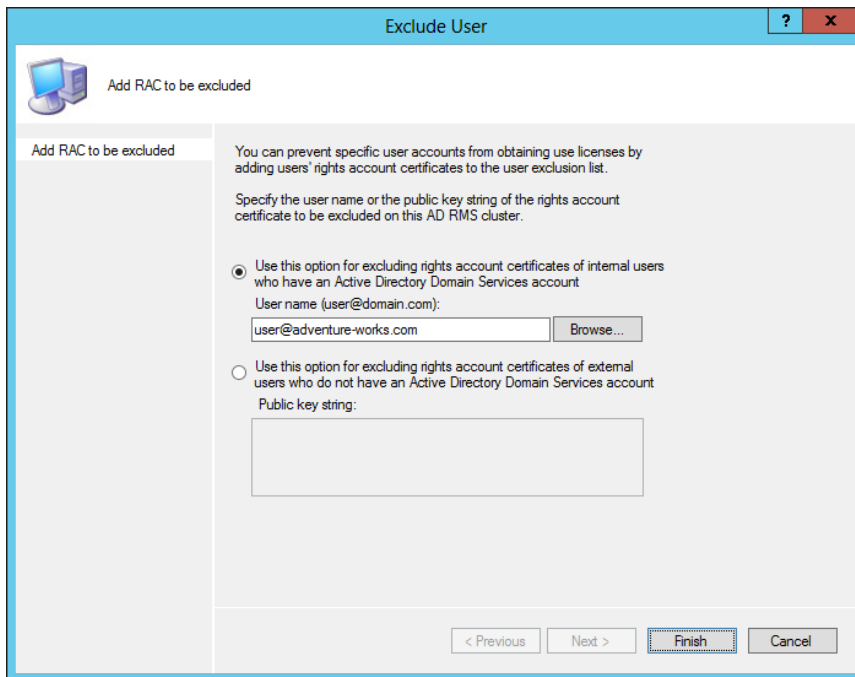 Exclude User
? x
Add RAC to be excluded
Add RAC to be excluded
You can prevent specific user accounts from obtaining use licenses by
adding users' rights account certificates to the user exclusion list.
Specify the user name or the public key string of the rights account
certificate to be excluded on this AD RMS cluster.
Use this option for excluding rights account certificates of internal users
who have an Active Directory Domain Services account
User name (user@domain.com):
user@adventure-works.com Browse...
Use this option for excluding rights account certificates of external
users who do not have an Active Directory Domain Services account
Public key string:
< Previous Next > Finish Cancel